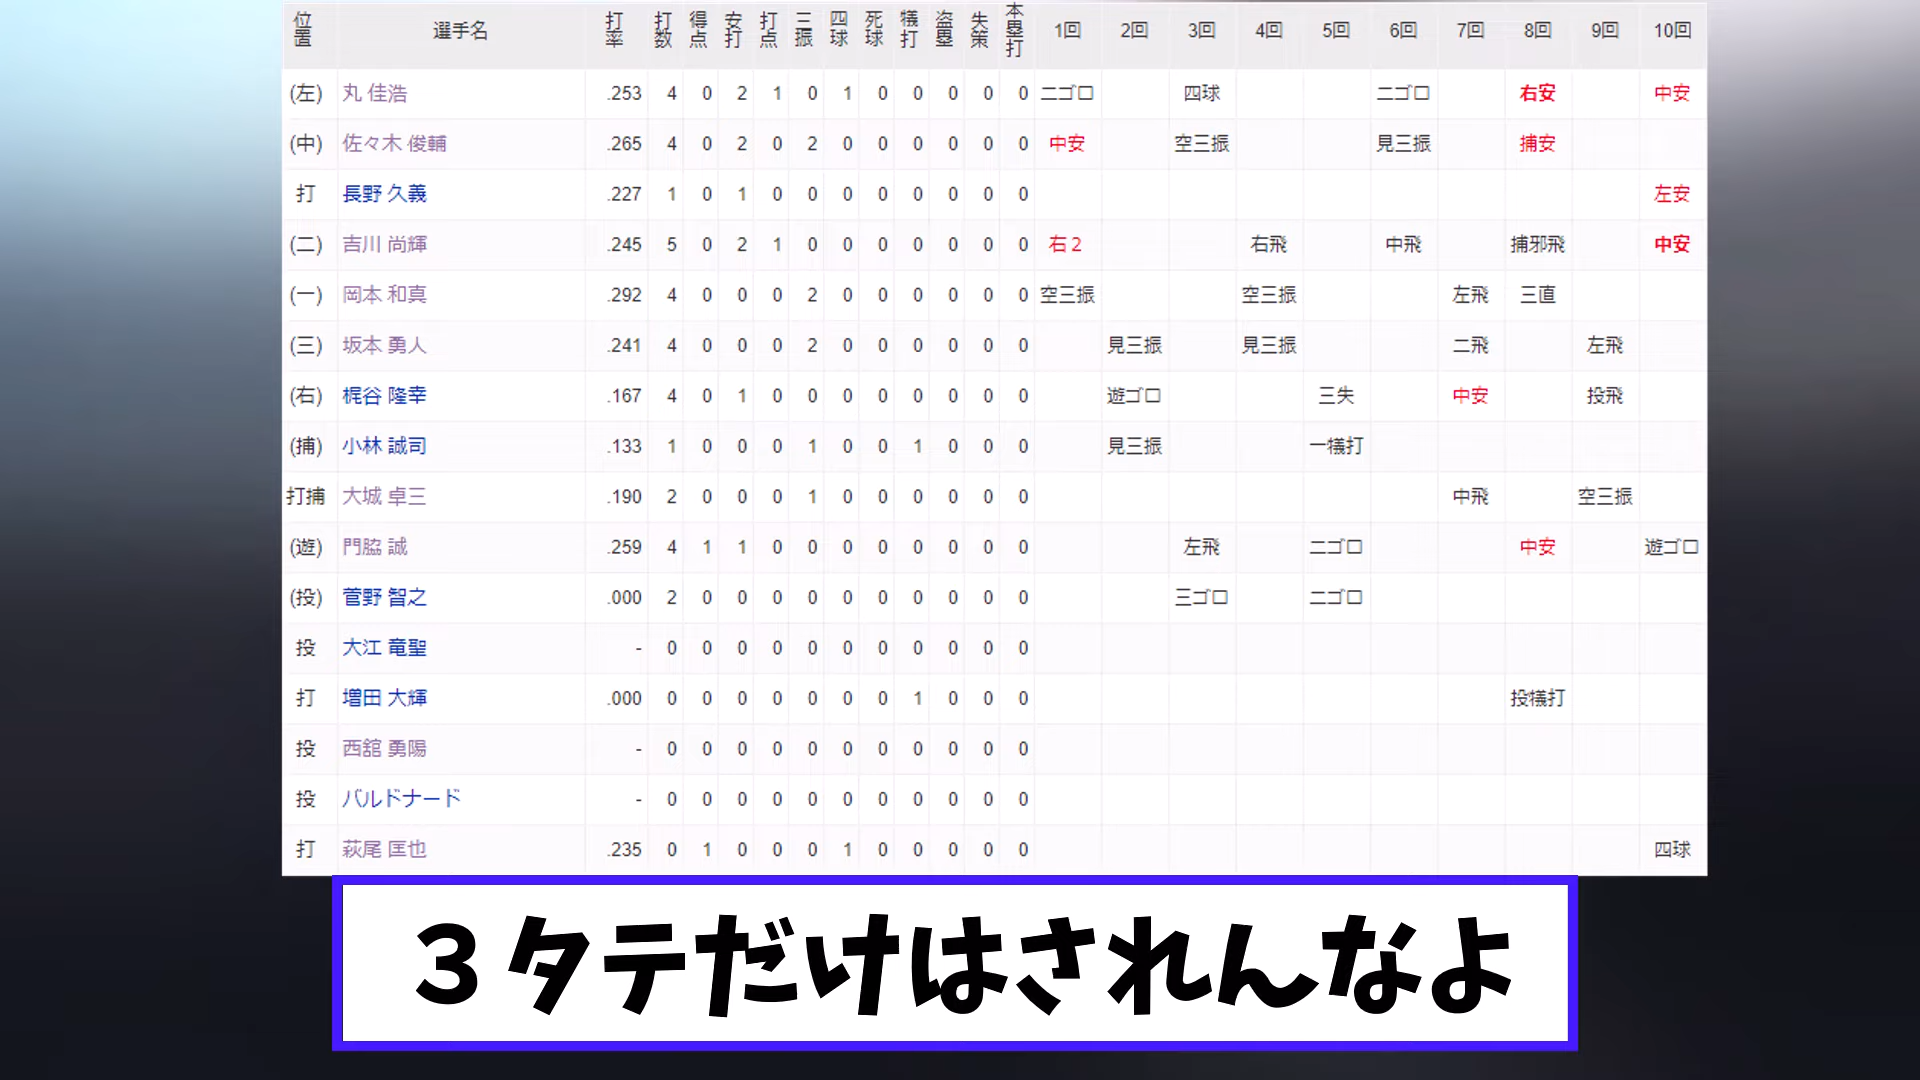 位置 選手名 打率 打数 得点 安打 打点 三振 四球 死球 犠打 盗塁 失策 本塁打 1回 2回 3回 4回 5回 6回 7回 8回 9回 10回
(左) 丸 佳浩 .253 4 0 2 1 0 1 0 0 0 0 0 二ゴロ 四球 二ゴロ 右安 中安
(中) 佐々木 俊輔 .265 4 0 2 0 2 0 0 0 0 0 0 中安 空三振 見三振 捕安
打 長野 久義 .227 1 0 1 0 0 0 0 0 0 0 0 左安
(二) 吉川 尚輝 .245 5 0 2 1 0 0 0 0 0 0 0 右2 右飛 中飛 捕邪飛 中安
(一) 岡本 和真 .292 4 0 0 0 2 0 0 0 0 0 0 空三振 空三振 左飛 三直
(三) 坂本 勇人 .241 4 0 0 0 2 0 0 0 0 0 0 見三振 見三振 二飛 左飛
(右) 梶谷 隆幸 .167 4 0 1 0 0 0 0 0 0 0 0 遊ゴロ 三失 中安 投飛
(捕) 小林 誠司 .133 1 0 0 0 1 0 0 1 0 0 0 見三振 一犠打
打捕 大城 卓三 .190 2 0 0 0 1 0 0 0 0 0 0 中飛 空三振
(遊) 門脇 誠 .259 4 1 1 0 0 0 0 0 0 0 0 左飛 二ゴロ 中安 遊ゴロ
(投) 菅野 智之 .000 2 0 0 0 0 0 0 0 0 0 0 三ゴロ 二ゴロ
投 大江 竜聖 - 0 0 0 0 0 0 0 0 0 0 0
打 増田 大輝 .000 0 0 0 0 0 0 0 1 0 0 0 投犠打
投 西舘 勇陽 - 0 0 0 0 0 0 0 0 0 0 0
投 バルドナード - 0 0 0 0 0 0 0 0 0 0 0
打 萩尾 匡也 .235 0 1 0 0 0 1 0 0 0 0 0 四球
３タテだけはされんなよ